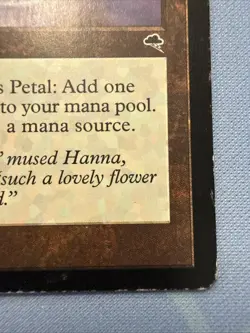 s Petal: Add one
to your mana pool.
a mana source.
" mused Hanna,
"such a lovely flower
d."